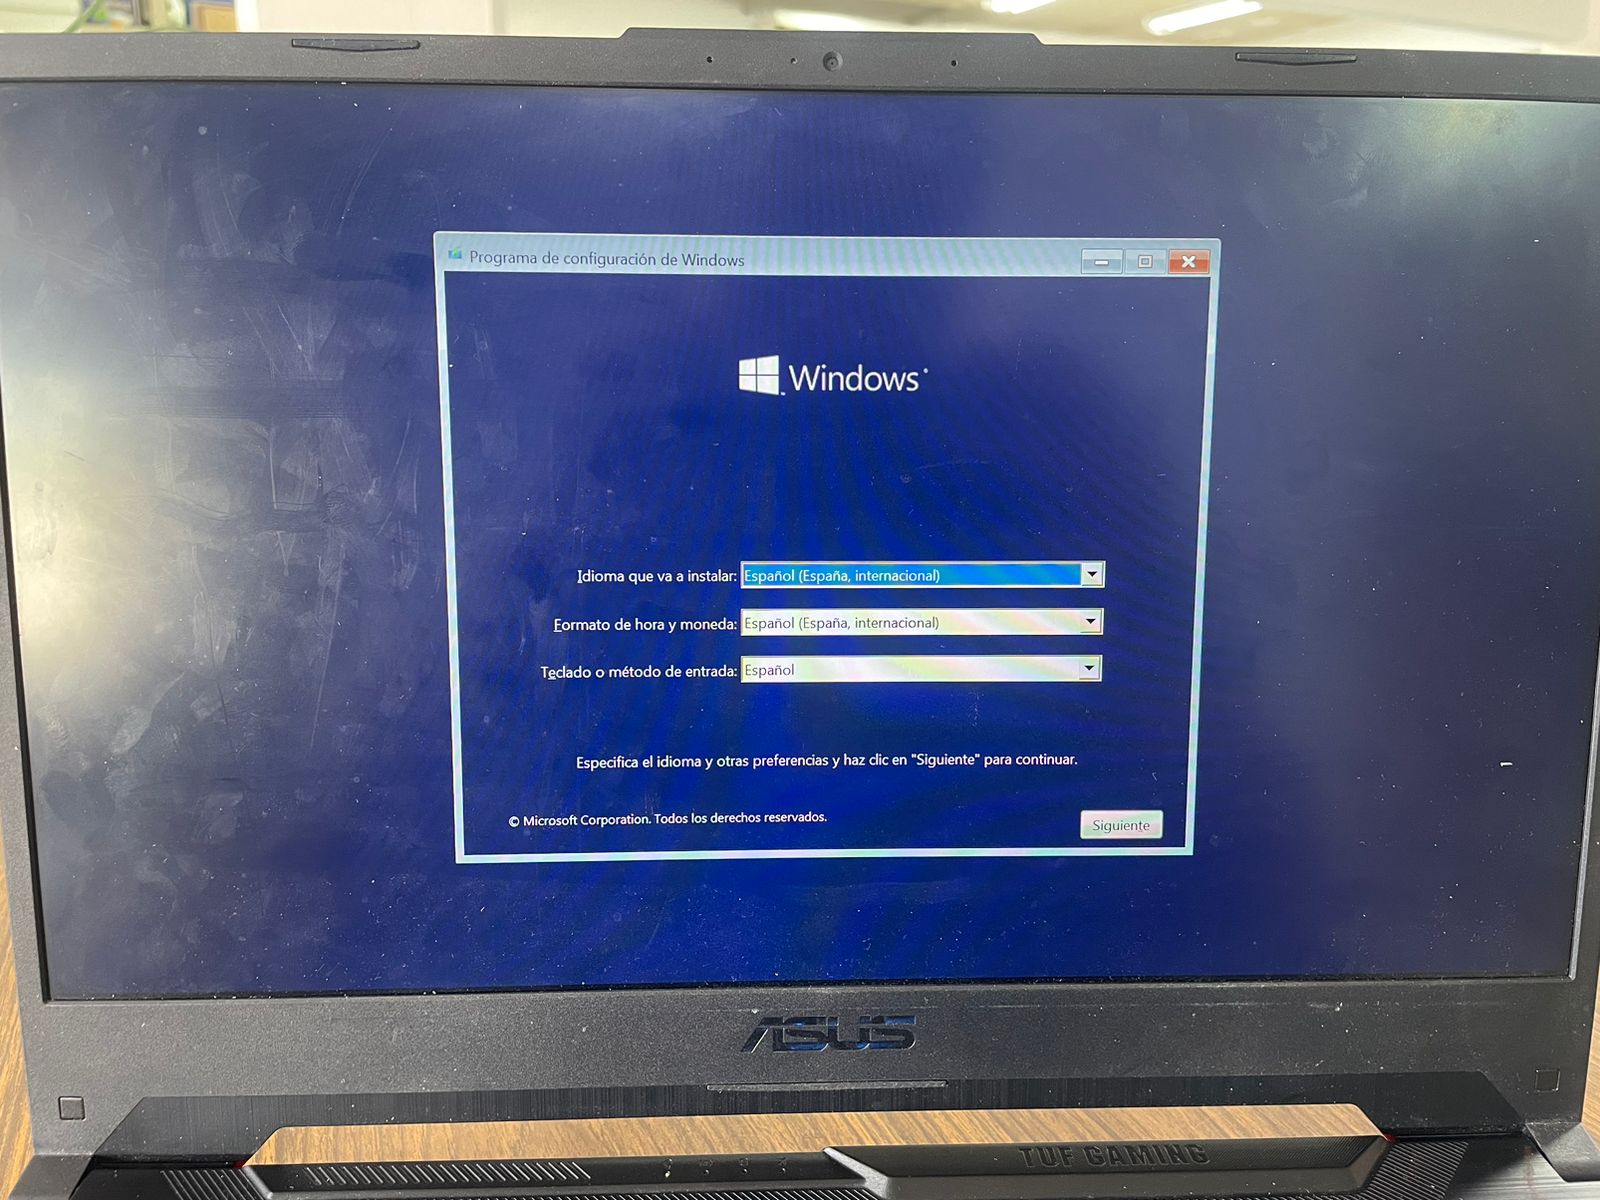 Programa de configuración de Windows
Windows
Idioma que va a instalar: Español (España, internacional)
Formato de hora y moneda: Español (España, internacional)
Teclado o método de entrada: Español
Especifica el idioma y otras preferencias y haz clic en "Siguiente" para continuar.
© Microsoft Corporation. Todos los derechos reservados.
Siguiente
ASUS
TUF GAMING